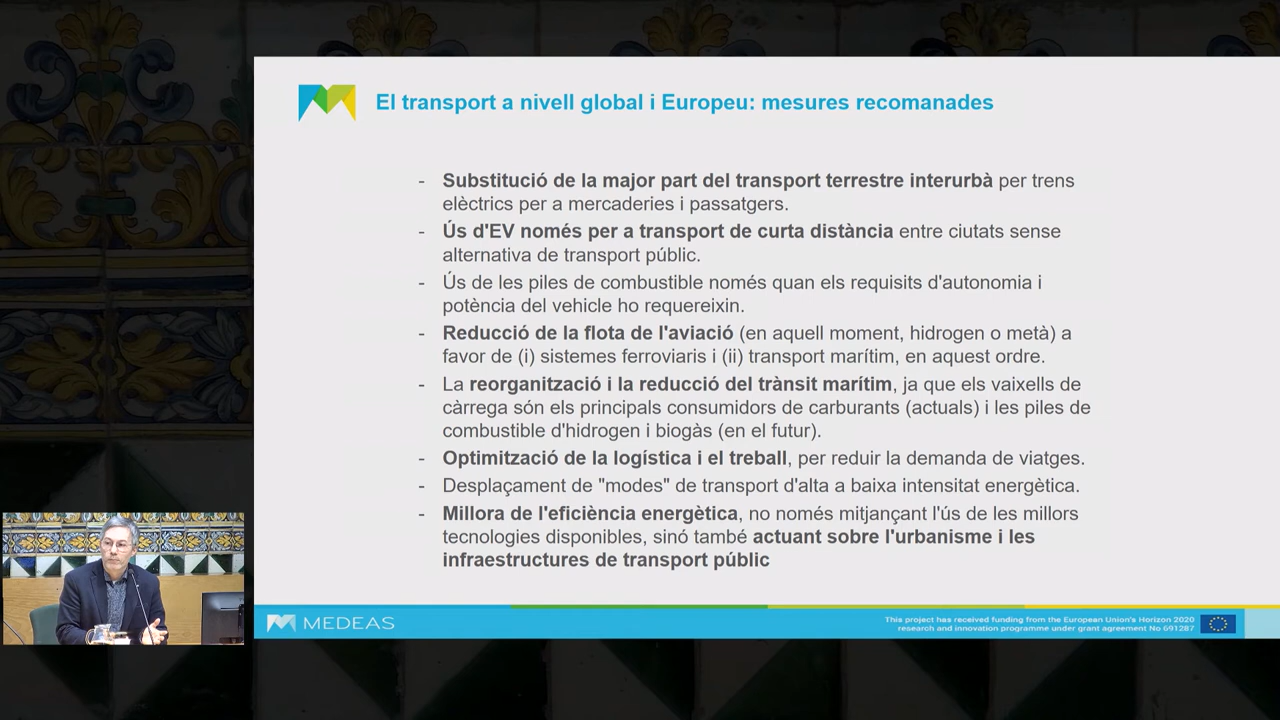 El transport a nivell global i Europeu: mesures recomanades
- Substitució de la major part del transport terrestre interurbà per trens
elèctrics per a mercaderies i passatgers.
- Ús d'EV només per a transport de curta distància entre ciutats sense
alternativa de transport públic.
- Ús de les piles de combustible només quan els requisits d'autonomia i
potència del vehicle ho requereixin.
- Reducció de la flota de l'aviació (en aquell moment, hidrogen o metà) a
favor de (i) sistemes ferroviaris i (ii) transport marítim, en aquest ordre.
- La reorganització i la reducció del trànsit marítim, ja que els vaixells de
càrrega són els principals consumidors de carburants (actuals) i les piles de
combustible d'hidrogen i biogàs (en el futur).
- Optimització de la logística i el treball, per reduir la demanda de viatges.
- Desplaçament de "modes" de transport d'alta a baixa intensitat energètica.
- Millora de l'eficiència energètica, no només mitjançant l'ús de les millors
tecnologies disponibles, sinó també actuant sobre l'urbanisme i les
infraestructures de transport públic
MEDEAS
This project has received funding from the European Union's Horizon 2020
research and innovation programme under grant agreement No 691287